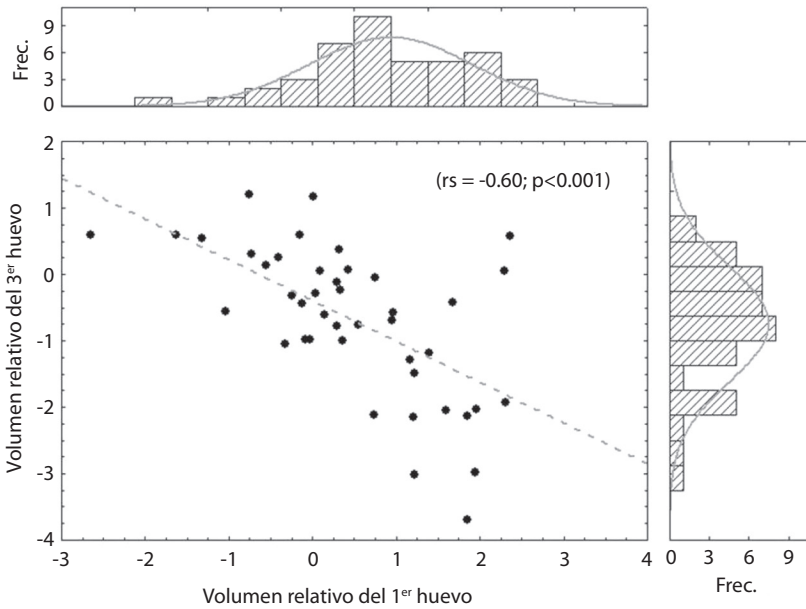 Frec.
9
6
3
0
2
1
0
-1
-2
-3
-4
Volumen relativo del 3er huevo
(rs = -0.60; p<0.001)
-3 -2 -1 0 1 2 3 4
Volumen relativo del 1er huevo
0 3 6 9
Frec.